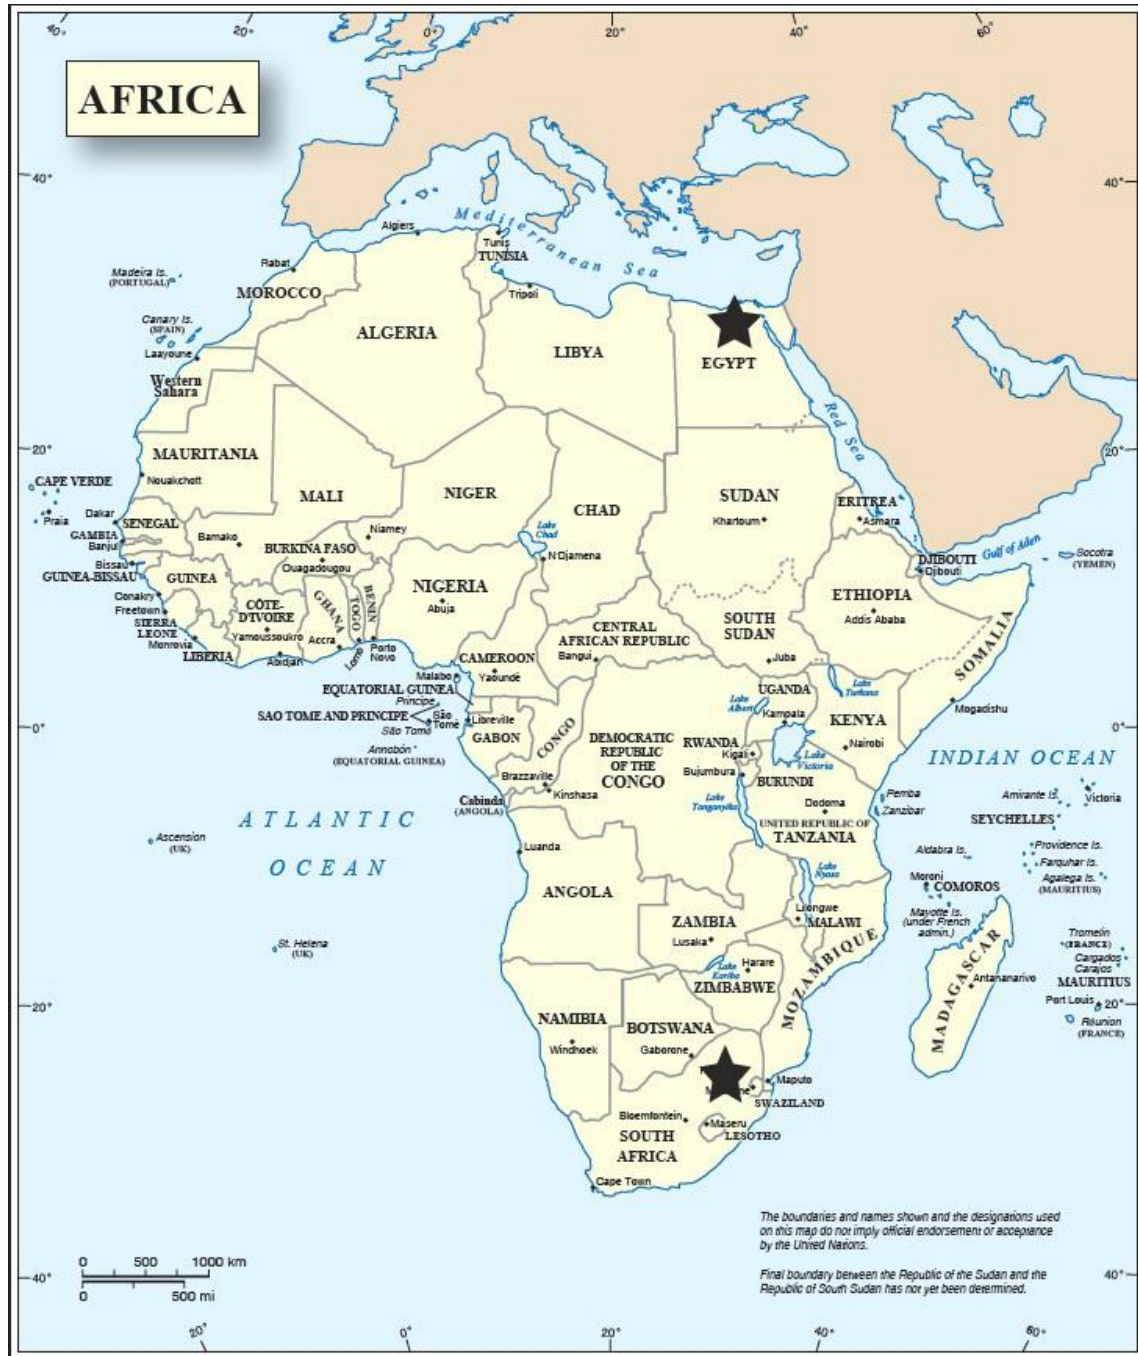 40°
20°
0°
20°
40°
60°
AFRICA
40°
40°
Mediterranean Sea
Algiers
Tunis
TUNISIA
Rabat
Madeira Is.
(PORTUGAL)
Tripoli
MOROCCO
Canary Is.
(SPAIN)
ALGERIA
Laayoune
LIBYA
EGYPT
Western
Sahara
Red Sea
20°
20°
MAURITANIA
Nouakchott
CAPE VERDE
Praia
MALI
NIGER
CHAD
SUDAN
Khartoum
ERITREA
Asmara
Dakar
SENEGAL
GAMBIA
Banjul
Bissau
GUINEA-BISSAU
Bamako
Niamey
BURKINA FASO
Ouagadougou
Lake
Chad
N'Djamena
DJIBOUTI
Djibouti
Gulf of Aden
Socotra
(YEMEN)
GUINEA
Conakry
Freetown
SIERRA
LEONE
Monrovia
LIBERIA
CÔTE-
D'IVOIRE
Yamoussoukro
Abidjan
GHANA
Accra
TOGO
Lomé
BENIN
Porto
Novo
NIGERIA
Abuja
ETHIOPIA
Addis Ababa
SOUTH
SUDAN
Juba
CENTRAL
AFRICAN REPUBLIC
Bangui
SOMALIA
Mogadishu
CAMEROON
Yaoundé
Malabo
EQUATORIAL GUINEA
Príncipe
SAO TOME AND PRINCIPE
São
Tomé
São Tomé
Libreville
GABON
Annobón
(EQUATORIAL GUINEA)
CONGO
Brazzaville
Kinshasa
DEMOCRATIC
REPUBLIC
OF THE
CONGO
UGANDA
Lake
Albert
Kampala
Lake
Turkana
KENYA
Nairobi
0°
0°
RWANDA
Kigali
Bujumbura
BURUNDI
Lake
Victoria
Lake
Tanganyika
Dodoma
UNITED REPUBLIC OF
TANZANIA
Pemba
Zanzibar
INDIAN OCEAN
Amirante Is.
Victoria
SEYCHELLES
Cabinda
(ANGOLA)
ATLANTIC
OCEAN
Ascension
(UK)
Luanda
ANGOLA
Aldabra Is.
Providence Is.
Farquhar Is.
Agalega Is.
(MAURITIUS)
Moroni
COMOROS
Mayotte Is.
(under French
admin.)
Lake
Nyasa
Lilongwe
MALAWI
ZAMBIA
Lusaka
Lake
Kariba
Harare
ZIMBABWE
MOZAMBIQUE
St. Helena
(UK)
MADAGASCAR
Antananarivo
Tromelin
(FRANCE)
Cargados
Carajos
MAURITIUS
Port Louis
Réunion
(FRANCE)
20°
20°
NAMIBIA
Windhoek
BOTSWANA
Gaborone
Maputo
SWAZILAND
Bloemfontein
Maseru
LESOTHO
SOUTH
AFRICA
Cape Town
The boundaries and names shown and the designations used
on this map do not imply official endorsement or acceptance
by the United Nations.
Final boundary between the Republic of the Sudan and the
Republic of South Sudan has not yet been determined.
0 500 1000 km
0 500 mi
40°
40°
20°
0°
20°
40°
60°